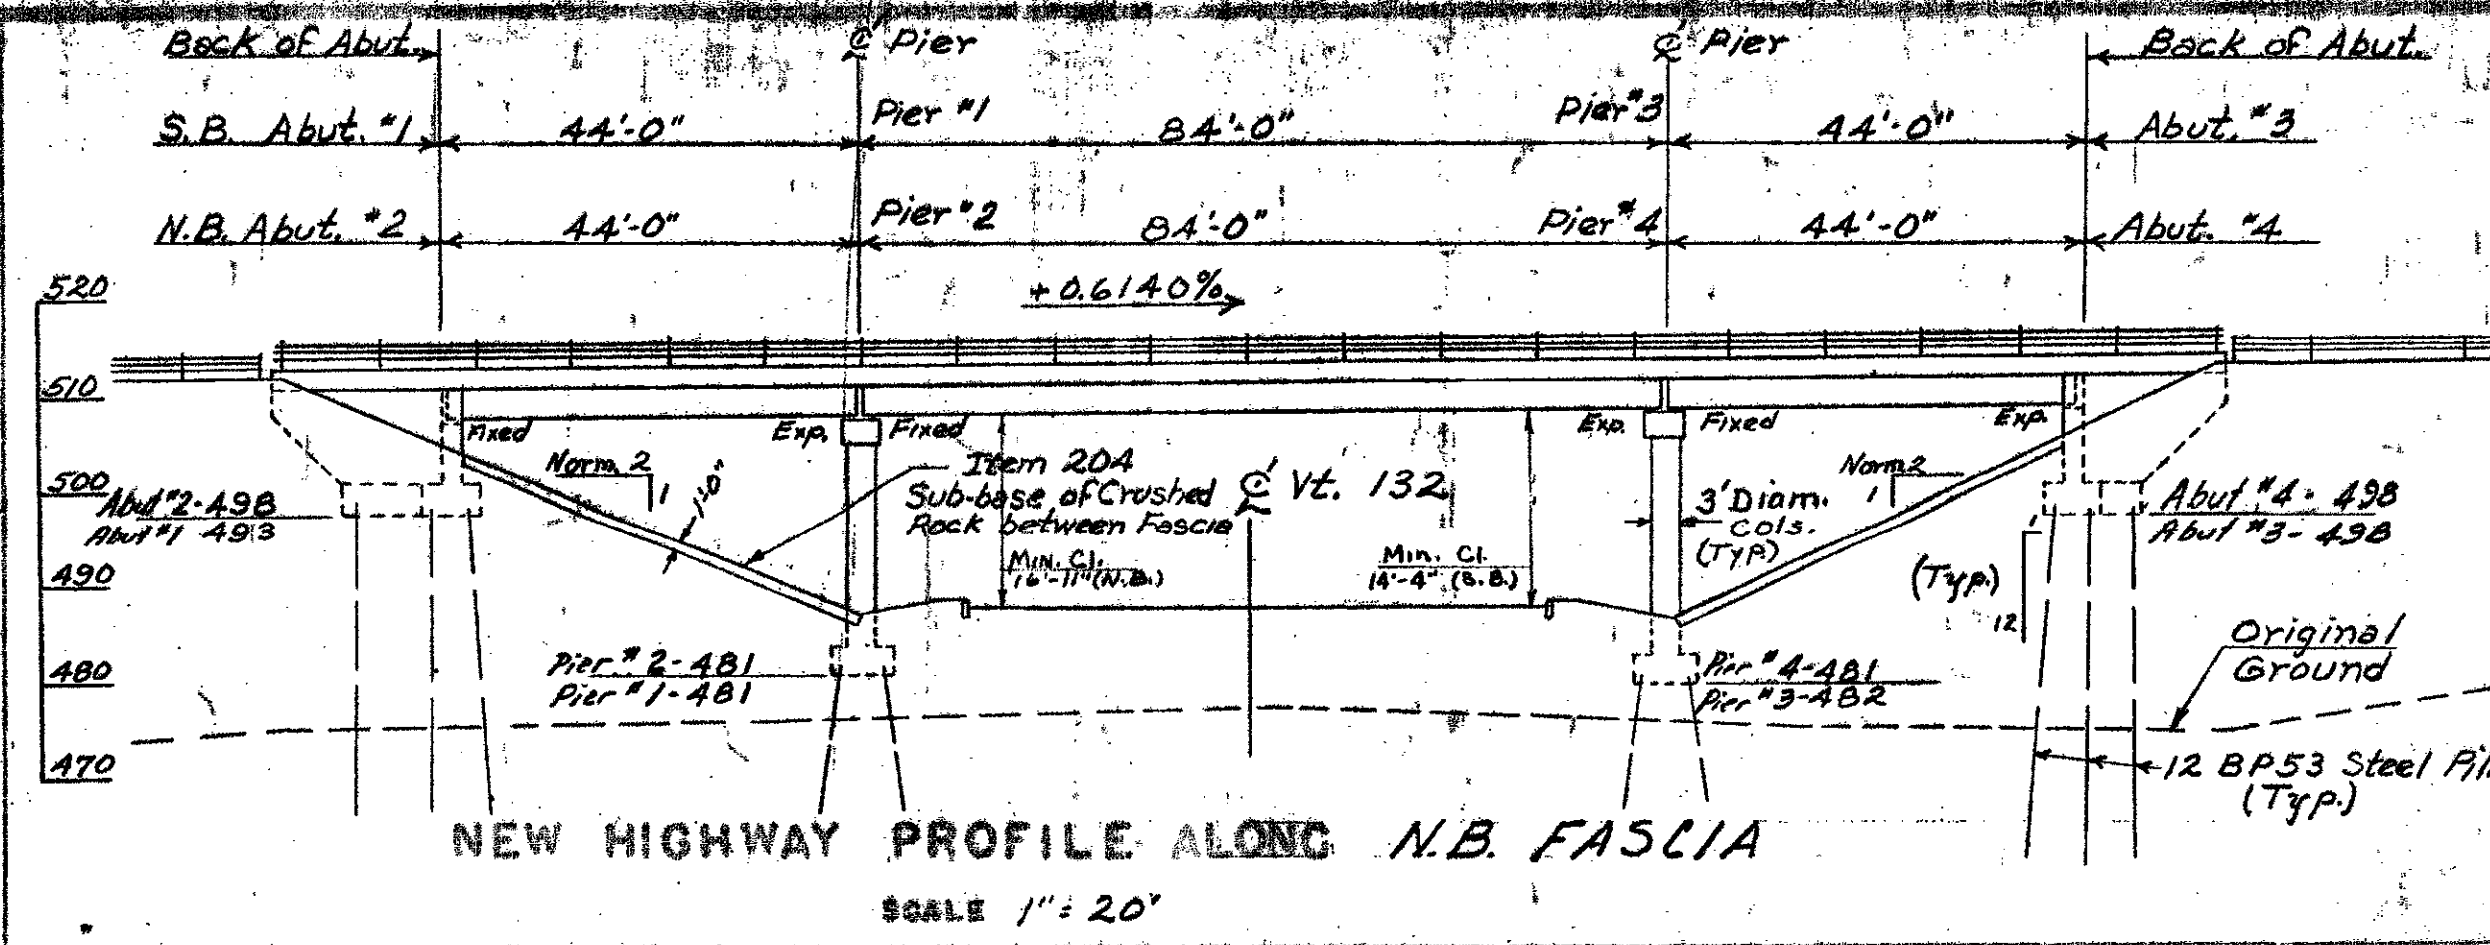 Back of Abut.
℄ Pier
℄ Pier
Back of Abut.
S.B. Abut. #1
44'-0"
Pier #1
84'-0"
Pier #3
44'-0"
Abut. #3
N.B. Abut. #2
44'-0"
Pier #2
84'-0"
Pier #4
44'-0"
Abut. #4
+ 0.6140%
520
510
500
490
480
470
Fixed
Exp.
Fixed
Exp.
Fixed
Exp.
Norm. 2
1
1'-0"
Item 204
Sub-base of Crushed
Rock between Fascia
℄ Vt. 132
3' Diam.
Cols.
(Typ)
Norm 2
1
Abut #2-498
Abut #1 493
Min. Cl.
16'-11" (N.B.)
Min. Cl.
14'-4" (S.B.)
Abut #4- 498
Abut #3- 498
(Typ.)
12
Pier #2-481
Pier #1-481
Pier #4-481
Pier #3-482
Original
Ground
12 BP53 Steel
(Typ.)
NEW HIGHWAY PROFILE ALONG N.B. FASCIA
SCALE 1" = 20'